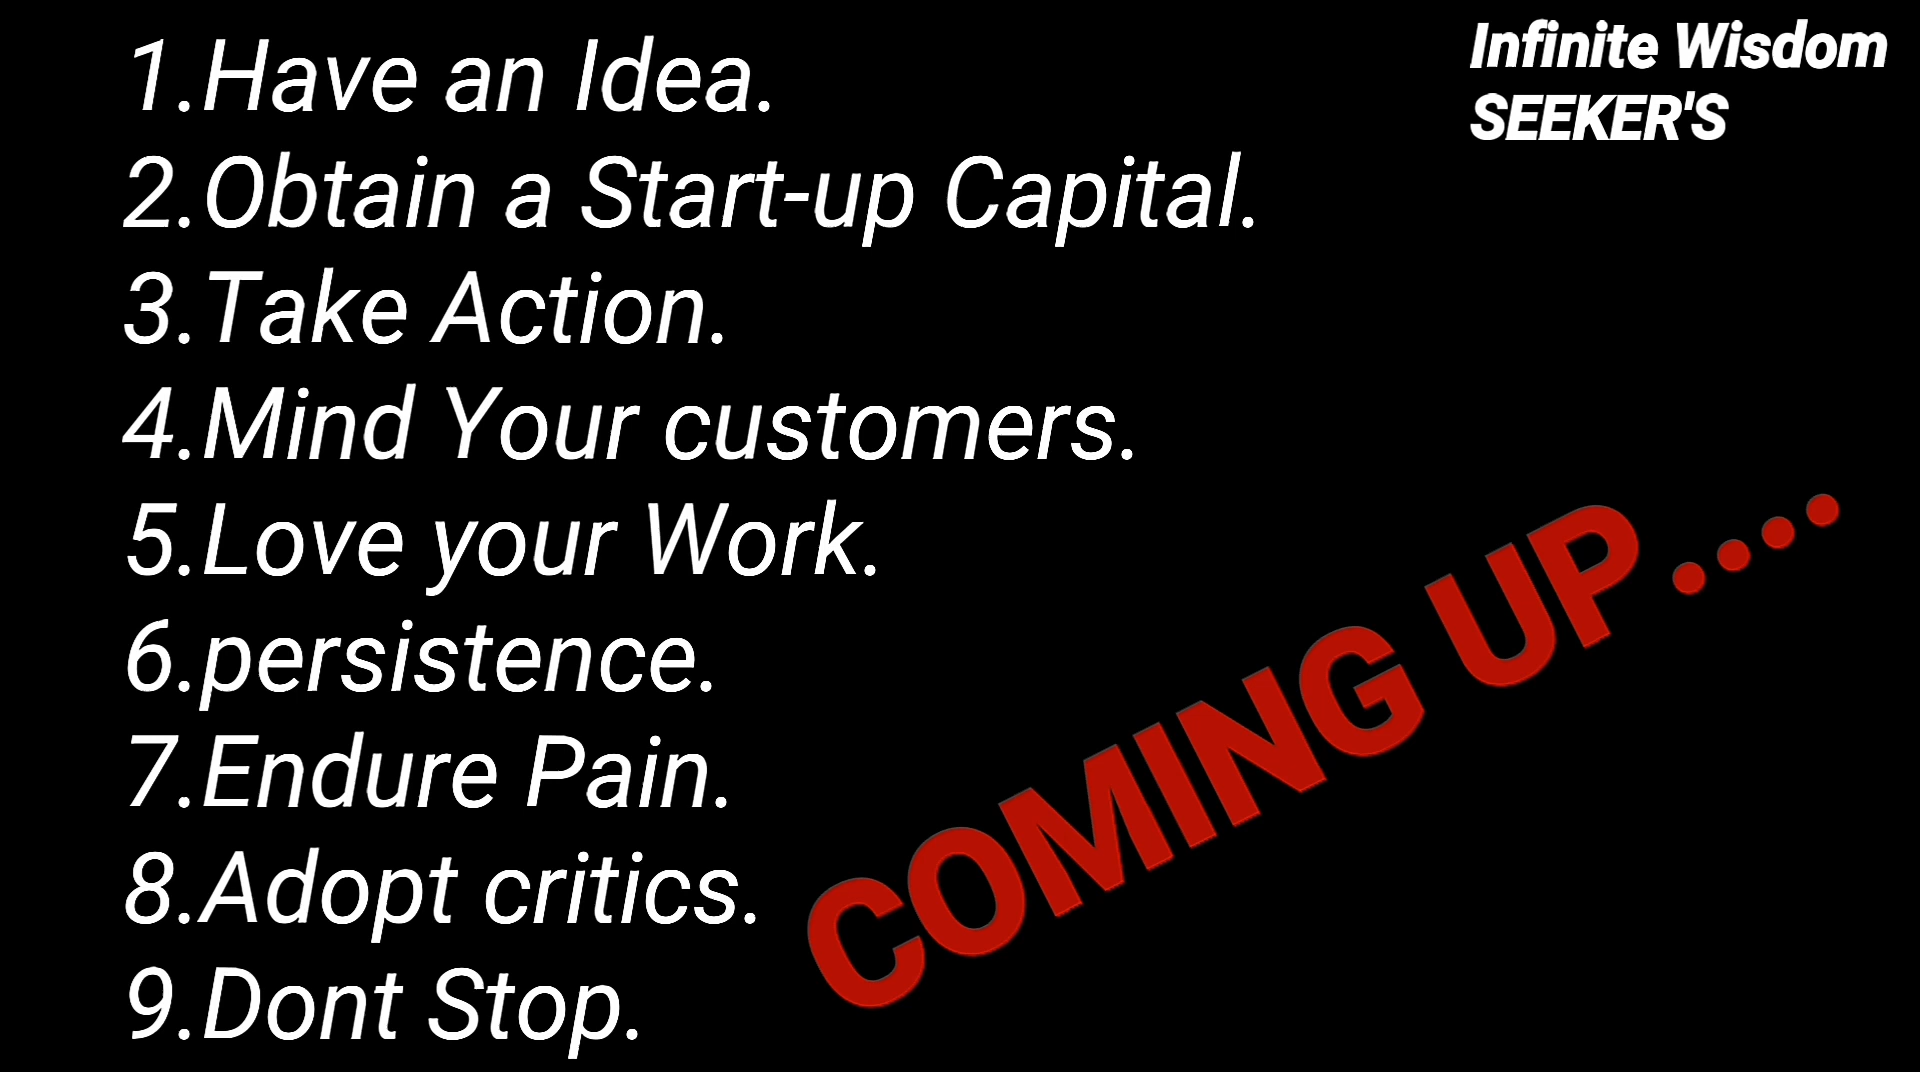 1.Have an Idea.
2.Obtain a Start-up Capital.
3.Take Action.
4.Mind Your customers.
5.Love your Work.
6.persistence.
7.Endure Pain.
8.Adopt critics.
9.Dont Stop.
Infinite Wisdom
SEEKER'S
COMING UP....